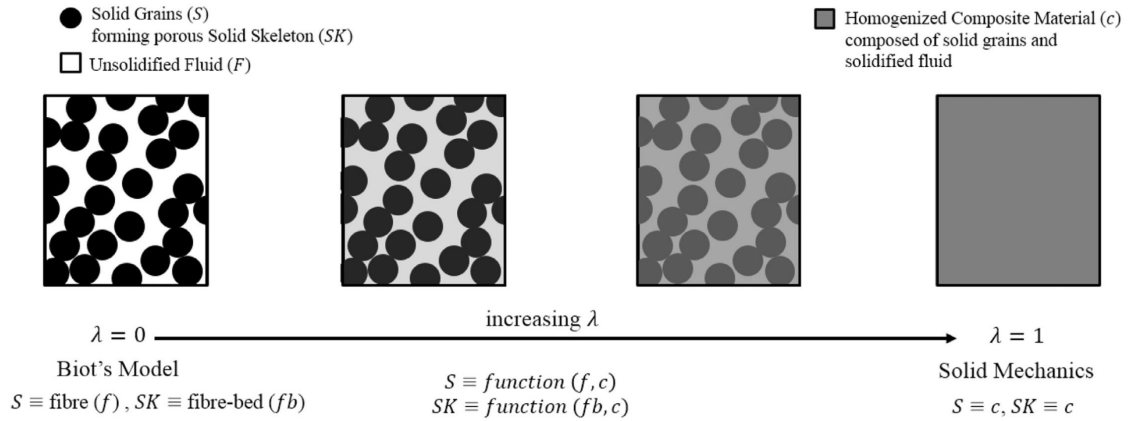 Solid Grains (S)
forming porous Solid Skeleton (SK)
Unsolidified Fluid (F)
Homogenized Composite Material (c)
composed of solid grains and
solidified fluid
increasing λ
λ = 0
λ = 1
Biot's Model
Solid Mechanics
S ≡ fibre (f) , SK ≡ fibre-bed (fb)
S ≡ function (f, c)
SK ≡ function (fb, c)
S ≡ c, SK ≡ c